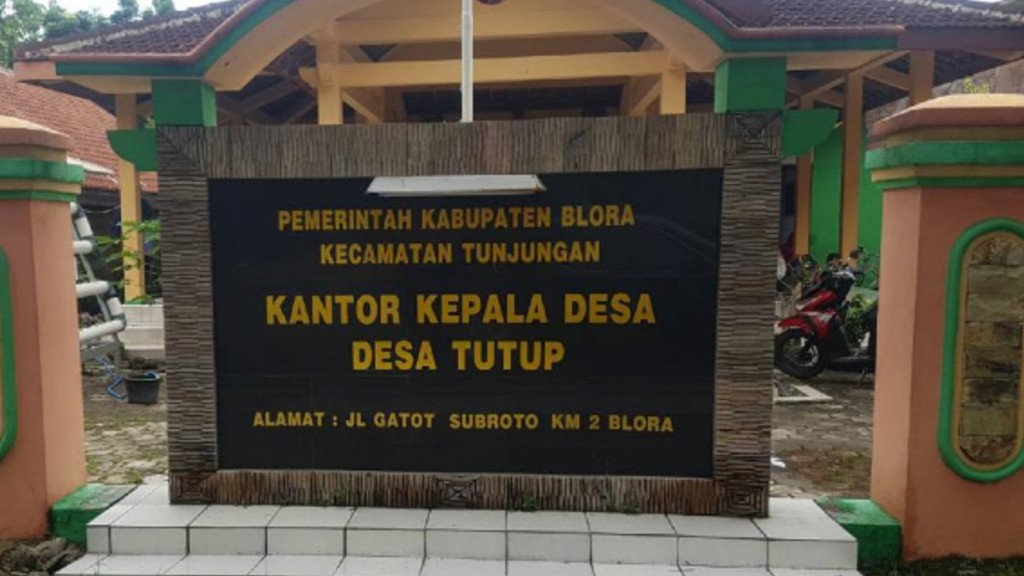 PEMERINTAH KABUPATEN BLORA
KECAMATAN TUNJUNGAN
KANTOR KEPALA DESA
DESA TUTUP
ALAMAT : JL GATOT SUBROTO KM 2 BLORA